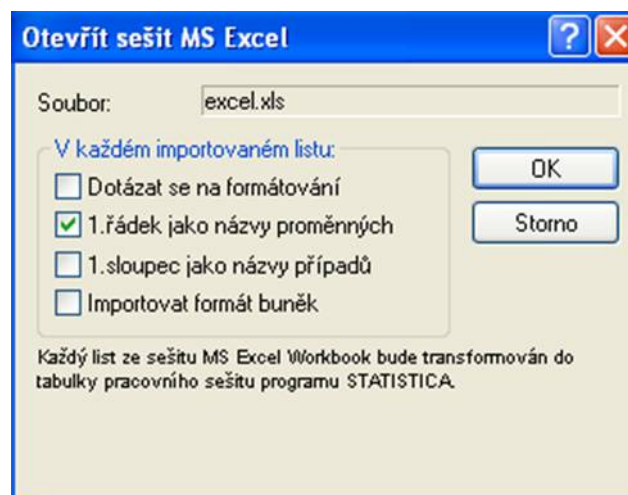 Otevřít sešit MS Excel
Soubor: excel.xls
V každém importovaném listu:
Dotázat se na formátování
1.řádek jako názvy proměnných
1.sloupec jako názvy případů
Importovat formát buněk
OK
Storno
Každý list ze sešitu MS Excel Workbook bude transformován do
tabulky pracovního sešitu programu STATISTICA.